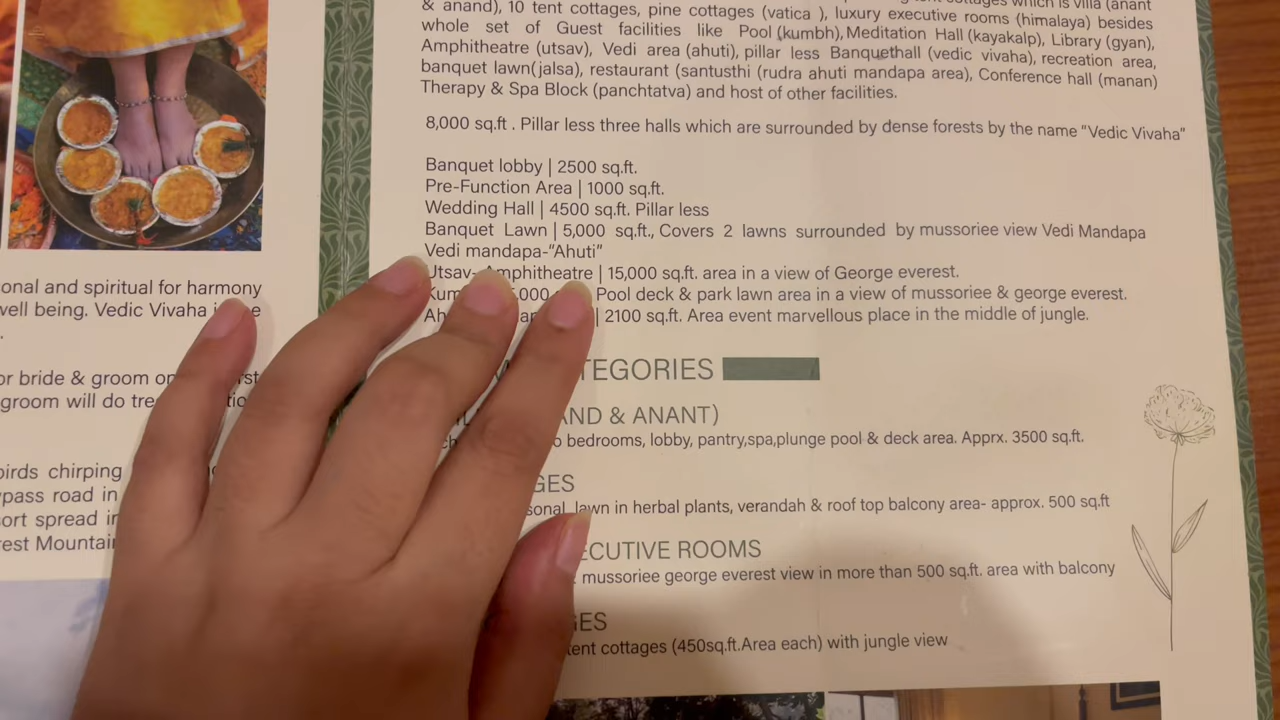 onal and spiritual for harmony
well being. Vedic Vivaha
or bride & groom
groom will do
birds chirping
ypass road in
ort spread in
rest Mountain
cottages which is villa (anant
& anand), 10 tent cottages, pine cottages (vatica ), luxury executive rooms (himalaya) besides
whole set of Guest facilities like Pool (kumbh), Meditation Hall (kayakalp), Library (gyan),
Amphitheatre (utsav), Vedi area (ahuti), pillar less Banquethall (vedic vivaha), recreation area,
banquet lawn(jalsa), restaurant (santusthi (rudra ahuti mandapa area), Conference hall (manan)
Therapy & Spa Block (panchtatva) and host of other facilities.
8,000 sq.ft . Pillar less three halls which are surrounded by dense forests by the name "Vedic Vivaha"
Banquet lobby | 2500 sq.ft.
Pre-Function Area | 1000 sq.ft.
Wedding Hall | 4500 sq.ft. Pillar less
Banquet Lawn | 5,000 sq.ft., Covers 2 lawns surrounded by mussoriee view Vedi Mandapa
Vedi mandapa-"Ahuti"
Utsav- Amphitheatre | 15,000 sq.ft. area in a view of George everest.
Pool deck & park lawn area in a view of mussoriee & george everest.
| 2100 sq.ft. Area event marvellous place in the middle of jungle.
TEGORIES
AND & ANANT)
bedrooms, lobby, pantry,spa,plunge pool & deck area. Apprx. 3500 sq.ft.
GES
sonal lawn in herbal plants, verandah & roof top balcony area- approx. 500 sq.ft
ECUTIVE ROOMS
mussoriee george everest view in more than 500 sq.ft. area with balcony
GES
tent cottages (450sq.ft.Area each) with jungle view